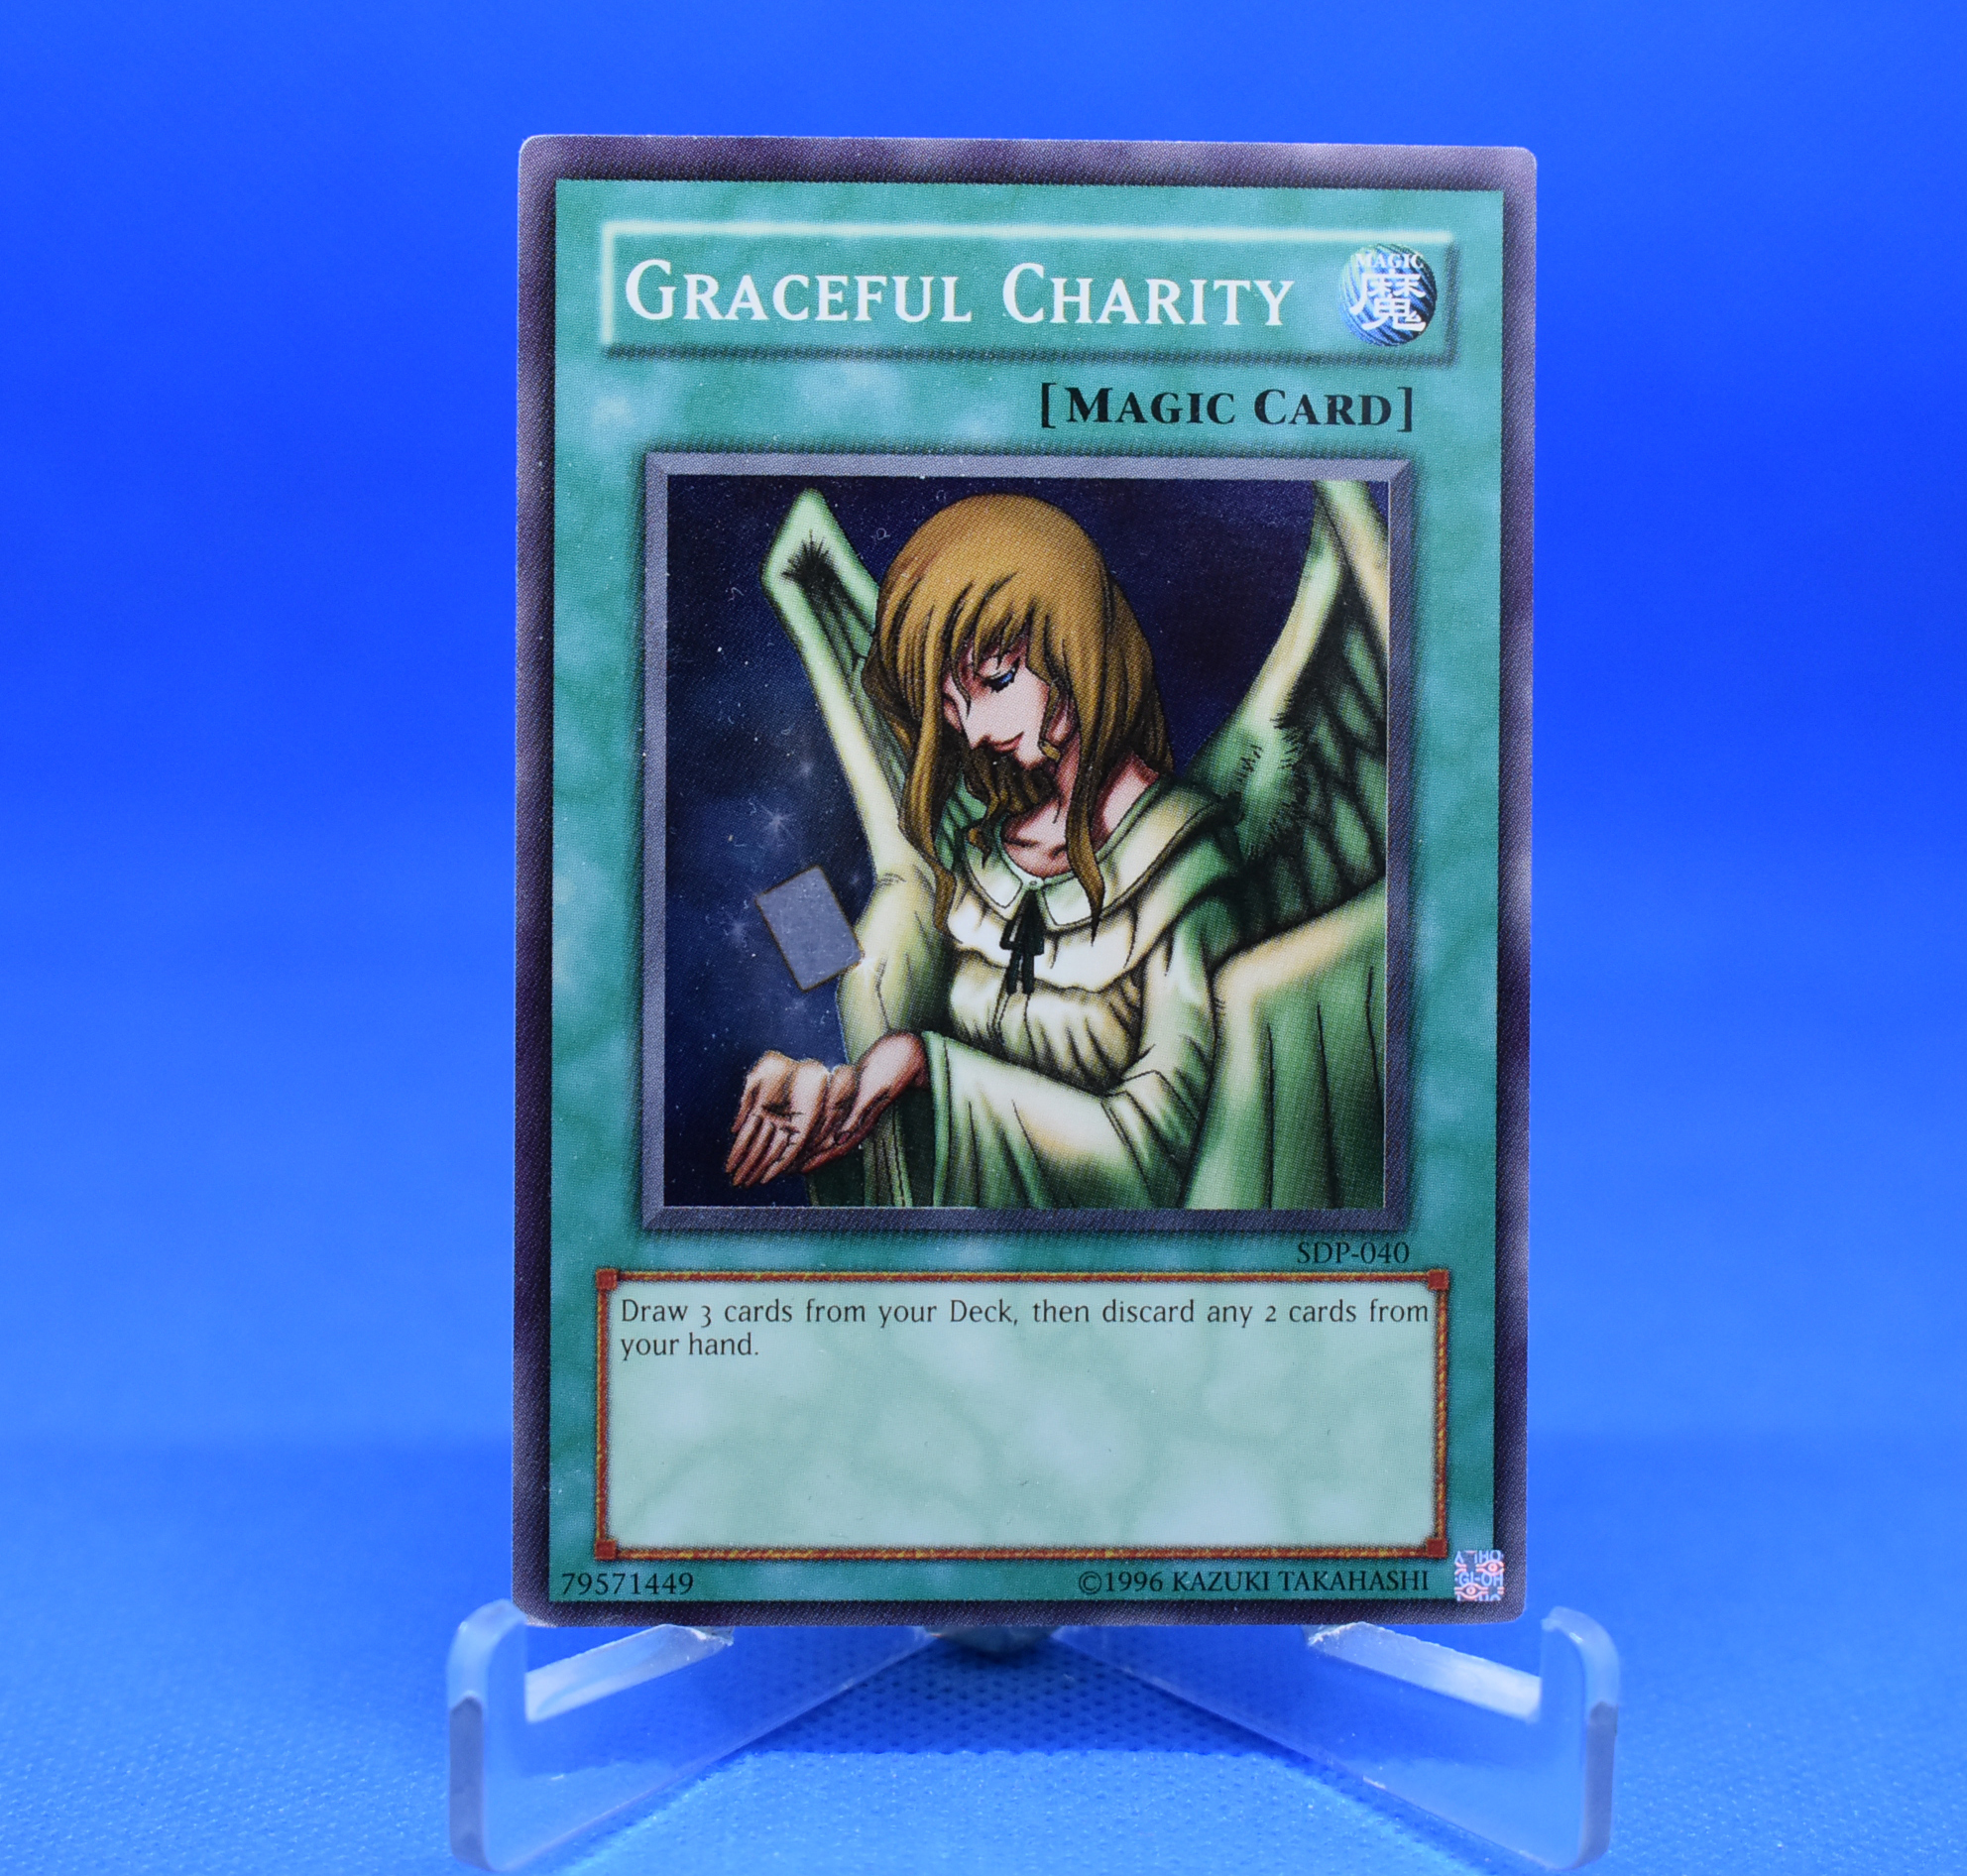 GRACEFUL CHARITY
MAGIC
魔
[MAGIC CARD]
SDP-040
Draw 3 cards from your Deck, then discard any 2 cards from
your hand.
79571449
©1996 KAZUKI TAKAHASHI